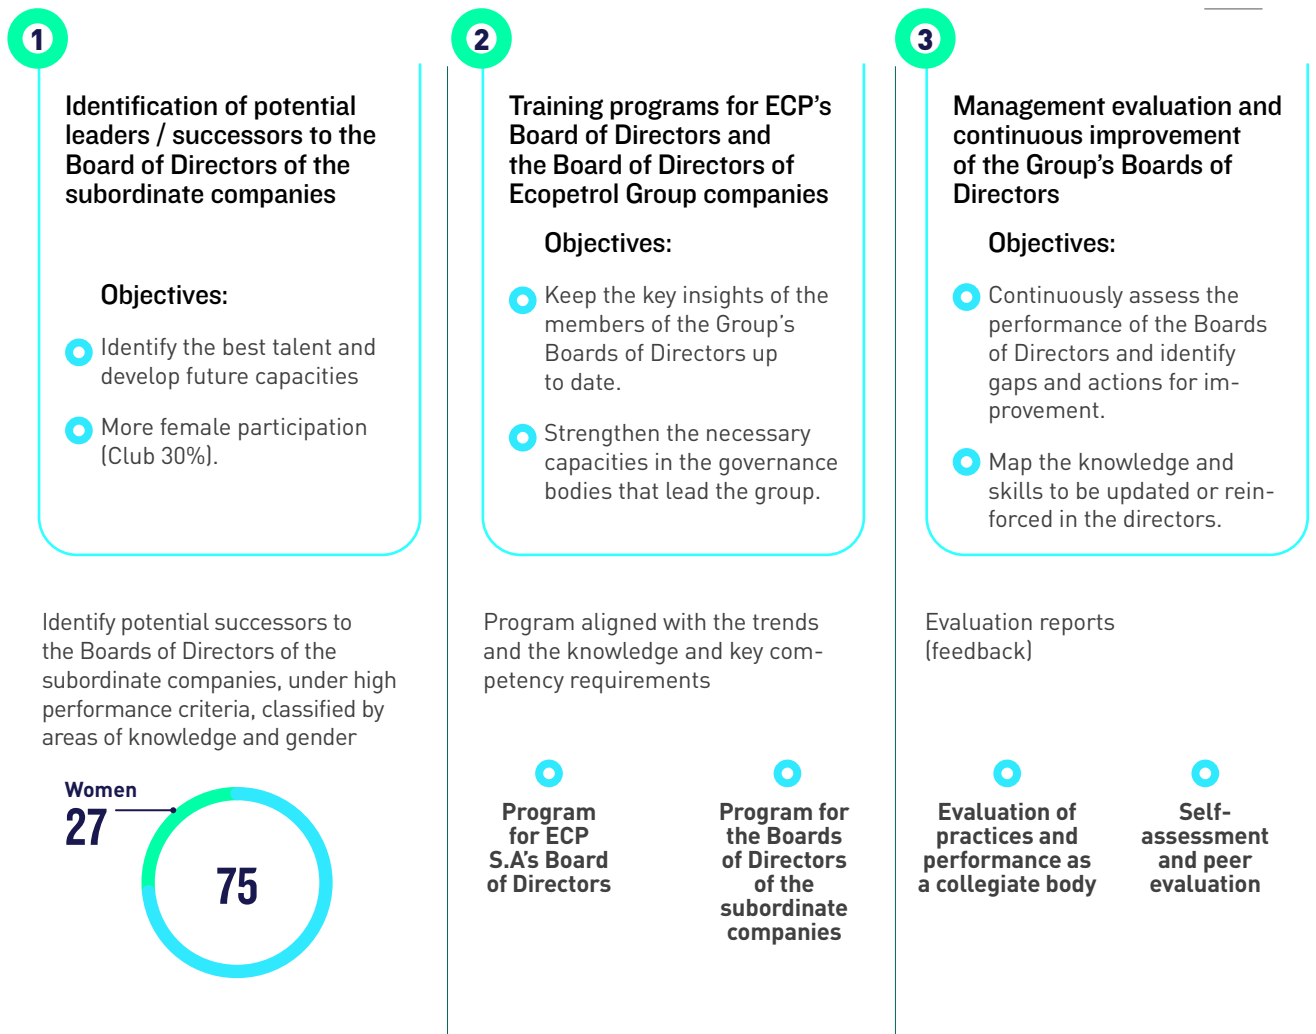 1
Identification of potential
leaders / successors to the
Board of Directors of the
subordinate companies
Objectives:
Identify the best talent and
develop future capacities
More female participation
(Club 30%).
Identify potential successors to
the Boards of Directors of the
subordinate companies, under high
performance criteria, classified by
areas of knowledge and gender
Women
27
75
2
Training programs for ECP's
Board of Directors and
the Board of Directors of
Ecopetrol Group companies
Objectives:
Keep the key insights of the
members of the Group's
Boards of Directors up
to date.
Strengthen the necessary
capacities in the governance
bodies that lead the group.
Program aligned with the trends
and the knowledge and key com-
petency requirements
Program
for ECP
S.A's Board
of Directors
Program for
the Boards
of Directors
of the
subordinate
companies
3
Management evaluation and
continuous improvement
of the Group's Boards of
Directors
Objectives:
Continuously assess the
performance of the Boards
of Directors and identify
gaps and actions for im-
provement.
Map the knowledge and
skills to be updated or rein-
forced in the directors.
Evaluation reports
(feedback)
Evaluation of
practices and
performance as
a collegiate body
Self-
assessment
and peer
evaluation